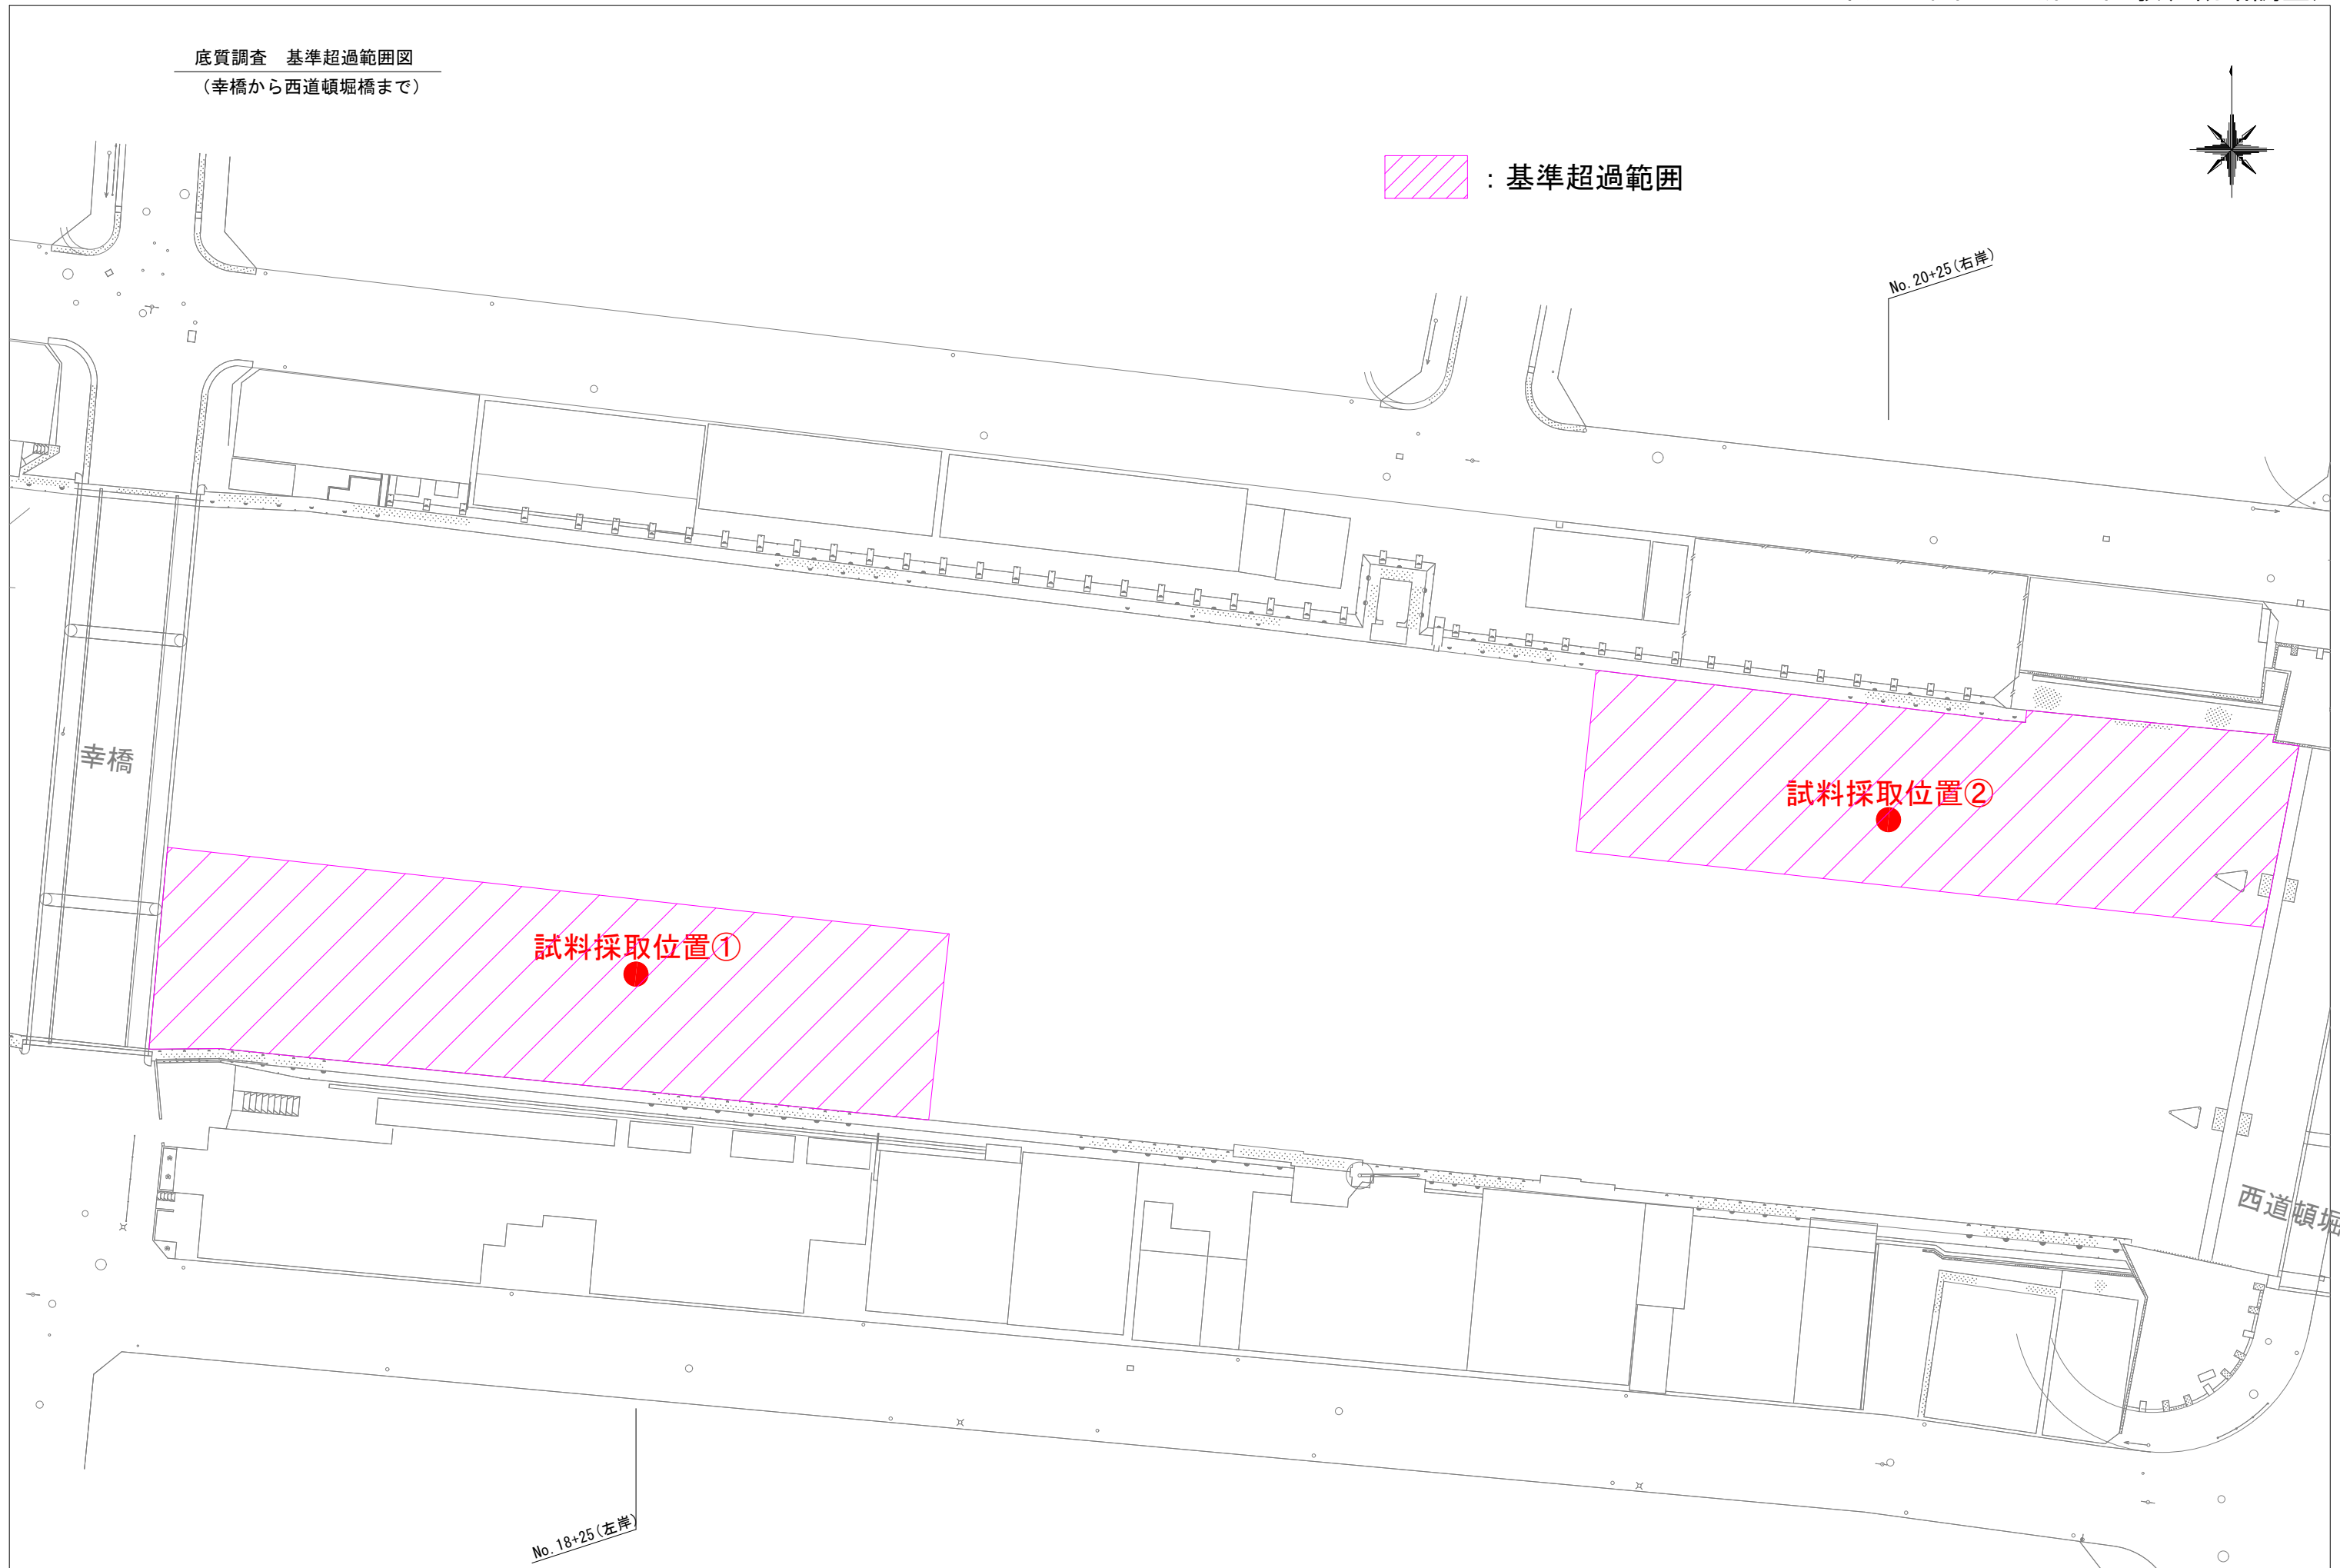 底質調査　基準超過範囲図
（幸橋から西道頓堀橋まで）
：基準超過範囲
No. 20+25(右岸)
幸橋
試料採取位置②
試料採取位置①
西道頓堀
No. 18+25(左岸)